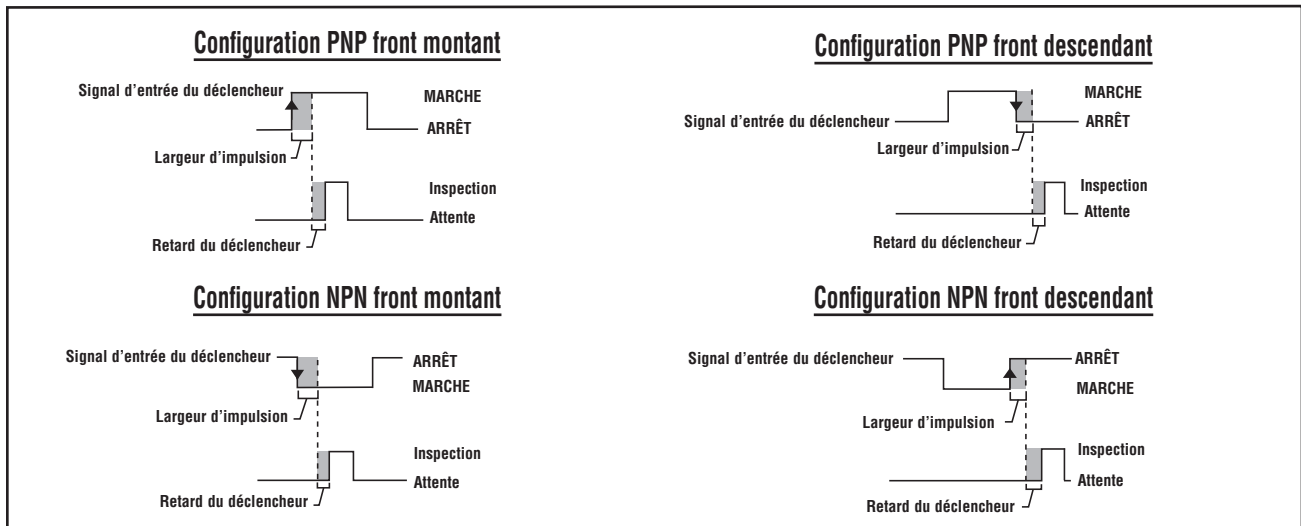 Configuration PNP front montant
Signal d'entrée du déclencheur
MARCHE
ARRÊT
Largeur d'impulsion
Inspection
Attente
Retard du déclencheur
Configuration PNP front descendant
MARCHE
Signal d'entrée du déclencheur
ARRÊT
Largeur d'impulsion
Inspection
Attente
Retard du déclencheur
Configuration NPN front montant
Signal d'entrée du déclencheur
ARRÊT
MARCHE
Largeur d'impulsion
Inspection
Attente
Retard du déclencheur
Configuration NPN front descendant
Signal d'entrée du déclencheur
ARRÊT
MARCHE
Largeur d'impulsion
Inspection
Attente
Retard du déclencheur